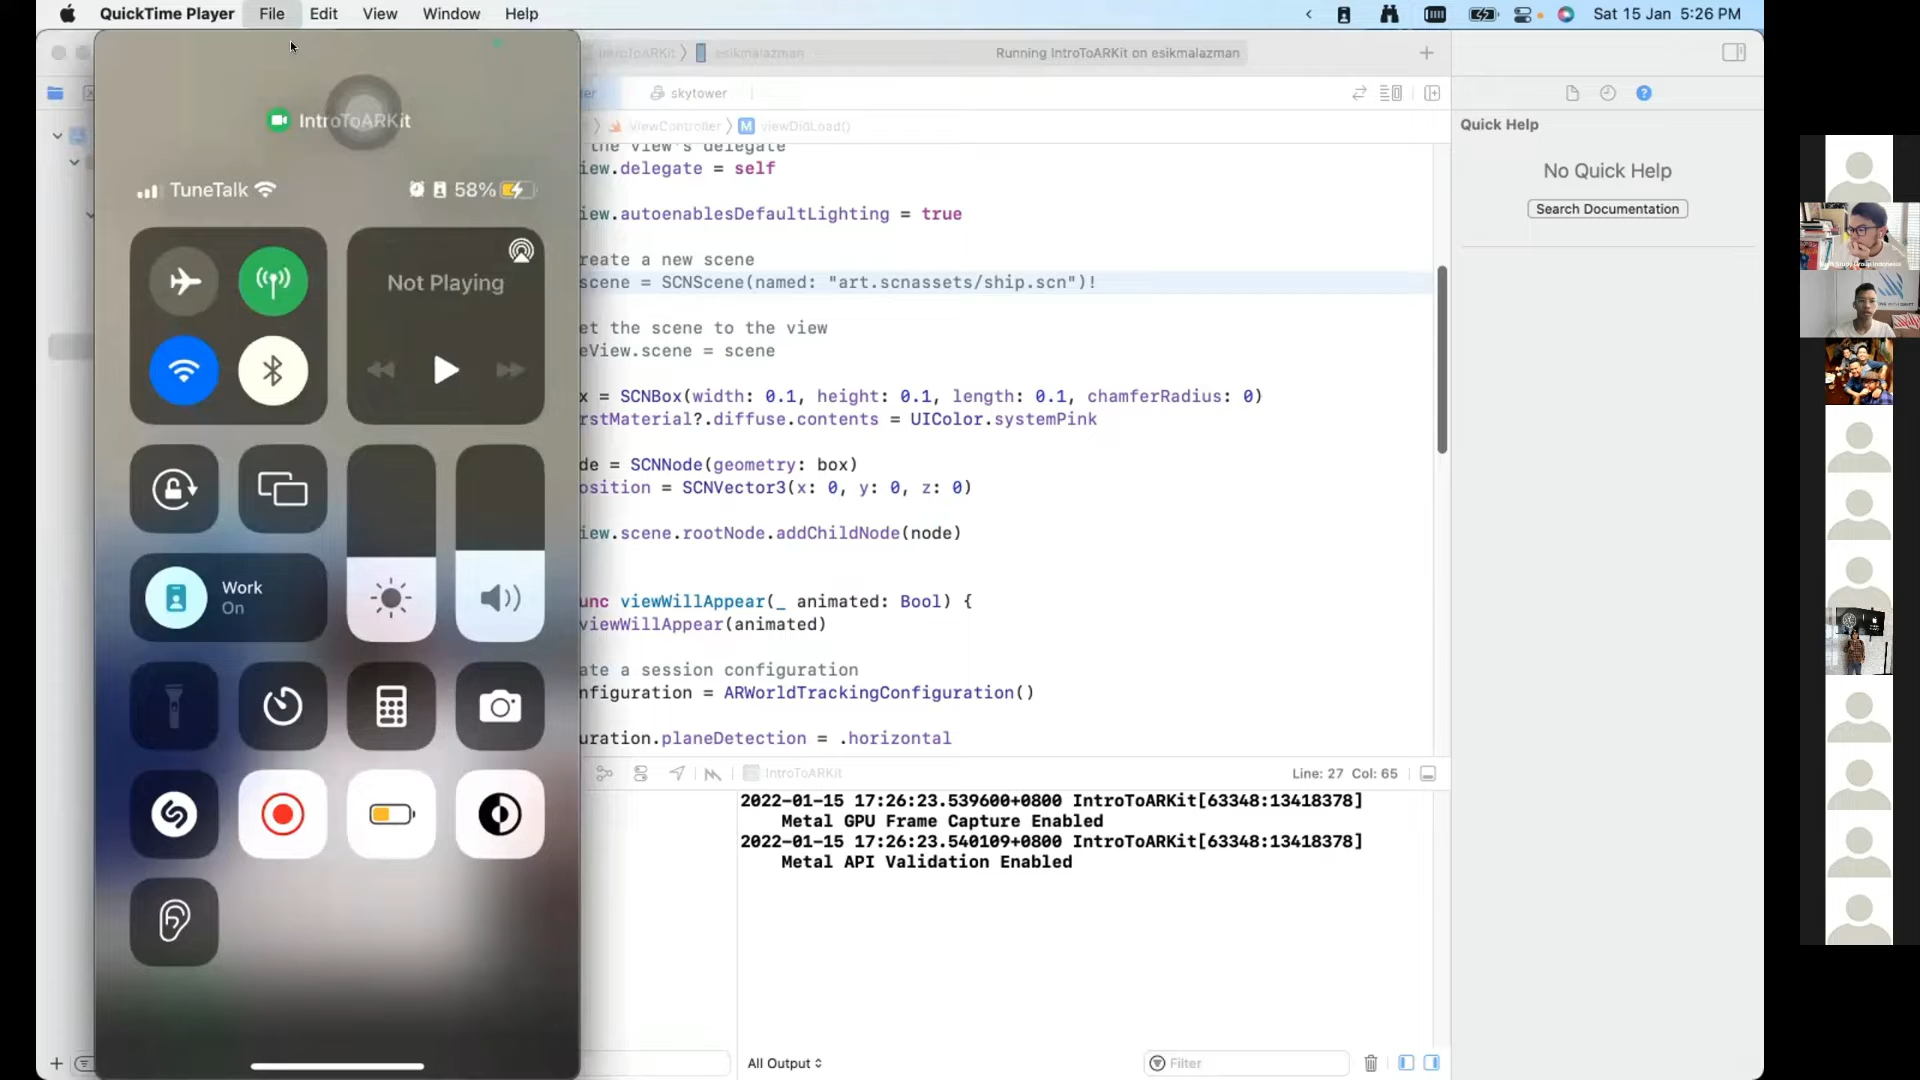 QuickTime Player File Edit View Window Help
Sat 15 Jan 5:26 PM
IntroToARKit
TuneTalk
58%
Not Playing
Work
On
IntroToARKit
esikmalazman
Running IntroToARKit on esikmalazman
skytower
ViewController
M viewDidLoad()
the view's delegate
iew.delegate = self
iew.autoenablesDefaultLighting = true
reate a new scene
scene = SCNScene(named: "art.scnassets/ship.scn")!
et the scene to the view
eView.scene = scene
x = SCNBox(width: 0.1, height: 0.1, length: 0.1, chamferRadius: 0)
rstMaterial?.diffuse.contents = UIColor.systemPink
de = SCNNode(geometry: box)
osition = SCNVector3(x: 0, y: 0, z: 0)
iew.scene.rootNode.addChildNode(node)
unc viewWillAppear(_ animated: Bool) {
viewWillAppear(animated)
ate a session configuration
nfiguration = ARWorldTrackingConfiguration()
uration.planeDetection = .horizontal
IntroToARKit
Line: 27 Col: 65
2022-01-15 17:26:23.539600+0800 IntroToARKit[63348:13418378]
Metal GPU Frame Capture Enabled
2022-01-15 17:26:23.540109+0800 IntroToARKit[63348:13418378]
Metal API Validation Enabled
All Output
Filter
Quick Help
No Quick Help
Search Documentation